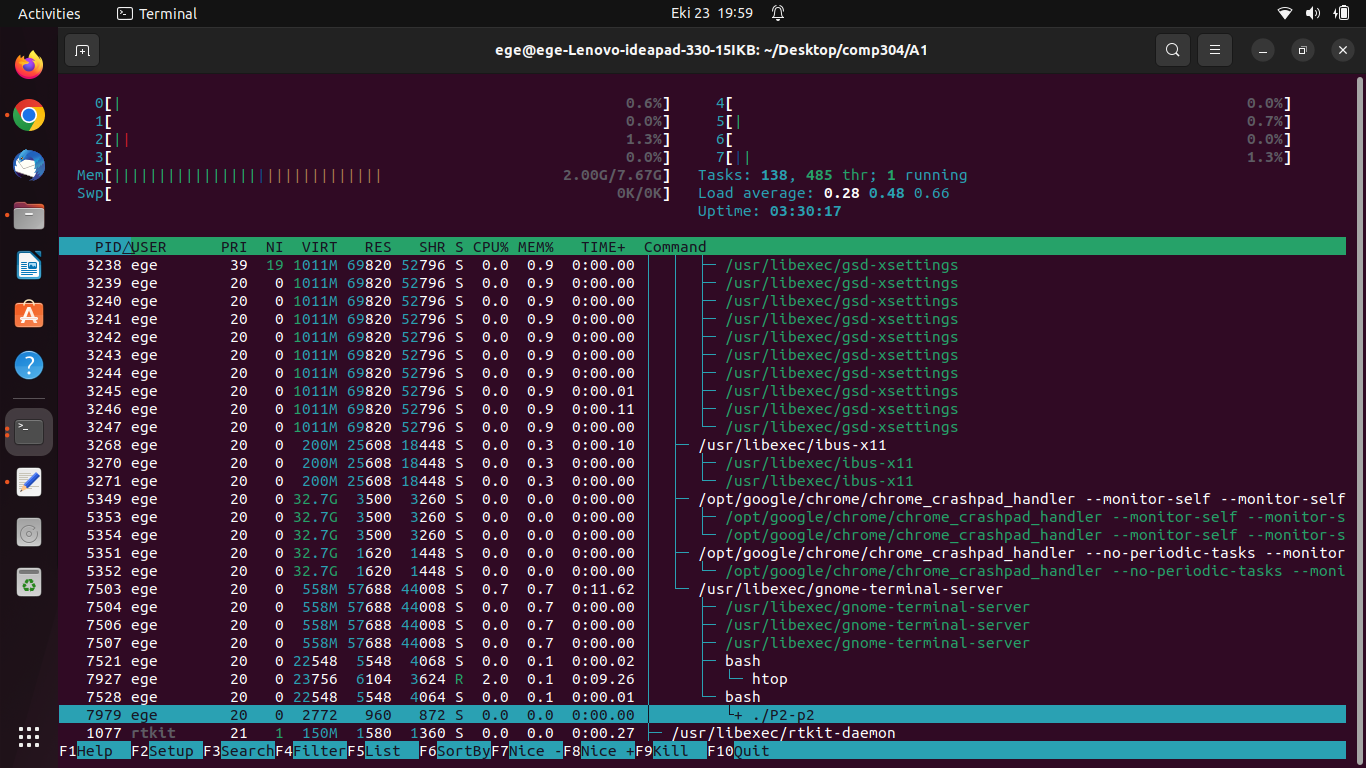 Activities Terminal Eki 23 19:59
ege@ege-Lenovo-ideapad-330-15IKB: ~/Desktop/comp304/A1
0[| 0.6%] 4[ 0.0%]
1[ 0.0%] 5[| 0.7%]
2[|| 1.3%] 6[ 0.0%]
3[ 0.0%] 7[|| 1.3%]
Mem[|||||||||||||||||||||||||||||| 2.00G/7.67G] Tasks: 138, 485 thr; 1 running
Swp[ 0K/0K] Load average: 0.28 0.48 0.66
Uptime: 03:30:17
PID△USER PRI NI VIRT RES SHR S CPU% MEM% TIME+ Command
3238 ege 39 19 1011M 69820 52796 S 0.0 0.9 0:00.00 │ │ ├─ /usr/libexec/gsd-xsettings
3239 ege 20 0 1011M 69820 52796 S 0.0 0.9 0:00.00 │ │ ├─ /usr/libexec/gsd-xsettings
3240 ege 20 0 1011M 69820 52796 S 0.0 0.9 0:00.00 │ │ ├─ /usr/libexec/gsd-xsettings
3241 ege 20 0 1011M 69820 52796 S 0.0 0.9 0:00.00 │ │ ├─ /usr/libexec/gsd-xsettings
3242 ege 20 0 1011M 69820 52796 S 0.0 0.9 0:00.00 │ │ ├─ /usr/libexec/gsd-xsettings
3243 ege 20 0 1011M 69820 52796 S 0.0 0.9 0:00.00 │ │ ├─ /usr/libexec/gsd-xsettings
3244 ege 20 0 1011M 69820 52796 S 0.0 0.9 0:00.00 │ │ ├─ /usr/libexec/gsd-xsettings
3245 ege 20 0 1011M 69820 52796 S 0.0 0.9 0:00.01 │ │ ├─ /usr/libexec/gsd-xsettings
3246 ege 20 0 1011M 69820 52796 S 0.0 0.9 0:00.11 │ │ ├─ /usr/libexec/gsd-xsettings
3247 ege 20 0 1011M 69820 52796 S 0.0 0.9 0:00.00 │ │ └─ /usr/libexec/gsd-xsettings
3268 ege 20 0 200M 25608 18448 S 0.0 0.3 0:00.10 │ ├─ /usr/libexec/ibus-x11
3270 ege 20 0 200M 25608 18448 S 0.0 0.3 0:00.00 │ │ ├─ /usr/libexec/ibus-x11
3271 ege 20 0 200M 25608 18448 S 0.0 0.3 0:00.00 │ │ └─ /usr/libexec/ibus-x11
5349 ege 20 0 32.7G 3500 3260 S 0.0 0.0 0:00.00 │ ├─ /opt/google/chrome/chrome_crashpad_handler --monitor-self --monitor-self
5353 ege 20 0 32.7G 3500 3260 S 0.0 0.0 0:00.00 │ │ ├─ /opt/google/chrome/chrome_crashpad_handler --monitor-self --monitor-s
5354 ege 20 0 32.7G 3500 3260 S 0.0 0.0 0:00.00 │ │ └─ /opt/google/chrome/chrome_crashpad_handler --monitor-self --monitor-s
5351 ege 20 0 32.7G 1620 1448 S 0.0 0.0 0:00.00 │ ├─ /opt/google/chrome/chrome_crashpad_handler --no-periodic-tasks --monitor
5352 ege 20 0 32.7G 1620 1448 S 0.0 0.0 0:00.00 │ │ └─ /opt/google/chrome/chrome_crashpad_handler --no-periodic-tasks --moni
7503 ege 20 0 558M 57688 44008 S 0.7 0.7 0:11.62 │ └─ /usr/libexec/gnome-terminal-server
7504 ege 20 0 558M 57688 44008 S 0.0 0.7 0:00.00 │ ├─ /usr/libexec/gnome-terminal-server
7506 ege 20 0 558M 57688 44008 S 0.0 0.7 0:00.00 │ ├─ /usr/libexec/gnome-terminal-server
7507 ege 20 0 558M 57688 44008 S 0.0 0.7 0:00.00 │ ├─ /usr/libexec/gnome-terminal-server
7521 ege 20 0 22548 5548 4068 S 0.0 0.1 0:00.02 │ ├─ bash
7927 ege 20 0 23756 6104 3624 R 2.0 0.1 0:09.26 │ │ └─ htop
7528 ege 20 0 22548 5548 4064 S 0.0 0.1 0:00.01 │ └─ bash
7979 ege 20 0 2772 960 872 S 0.0 0.0 0:00.00 │ └+ ./P2-p2
1077 rtkit 21 1 150M 1580 1360 S 0.0 0.0 0:00.27 ├─ /usr/libexec/rtkit-daemon
F1Help F2Setup F3SearchF4FilterF5List F6SortByF7Nice -F8Nice +F9Kill F10Quit